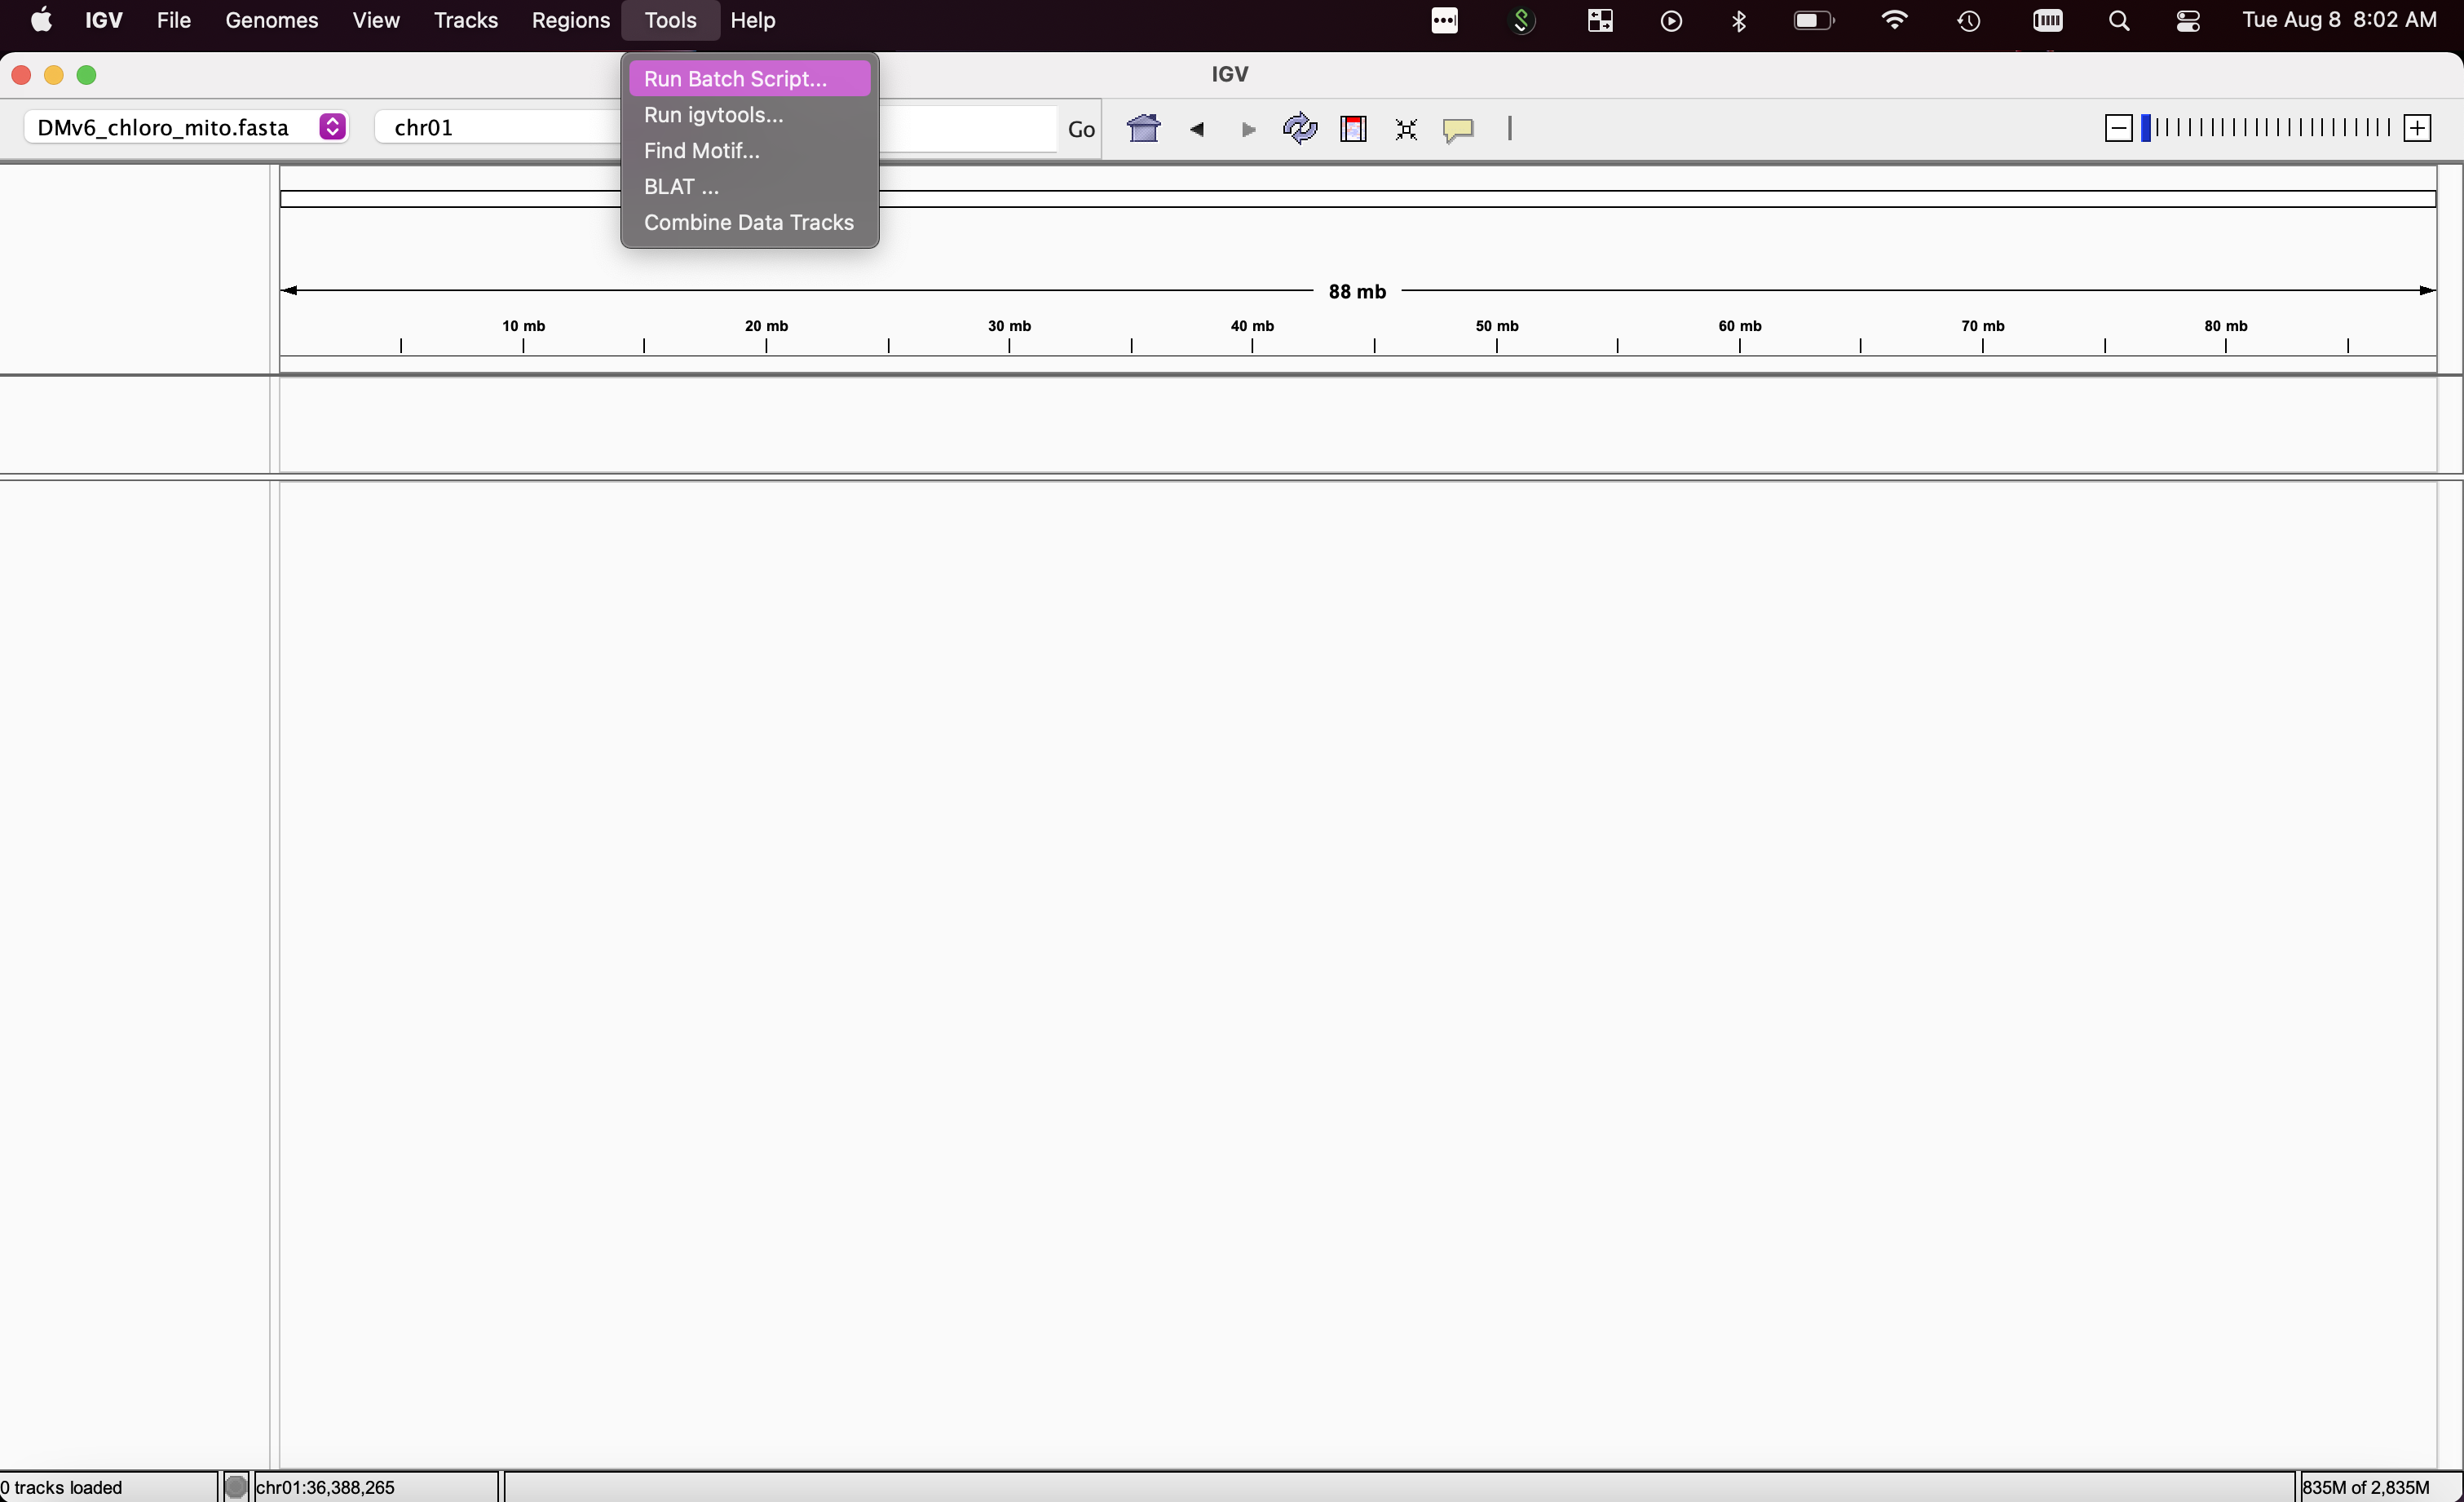 IGV File Genomes View Tracks Regions Tools Help Tue Aug 8 8:02 AM
IGV
DMv6_chloro_mito.fasta chr01 Go
Run Batch Script...
Run igvtools...
Find Motif...
BLAT ...
Combine Data Tracks
88 mb
10 mb 20 mb 30 mb 40 mb 50 mb 60 mb 70 mb 80 mb
0 tracks loaded chr01:36,388,265 835M of 2,835M